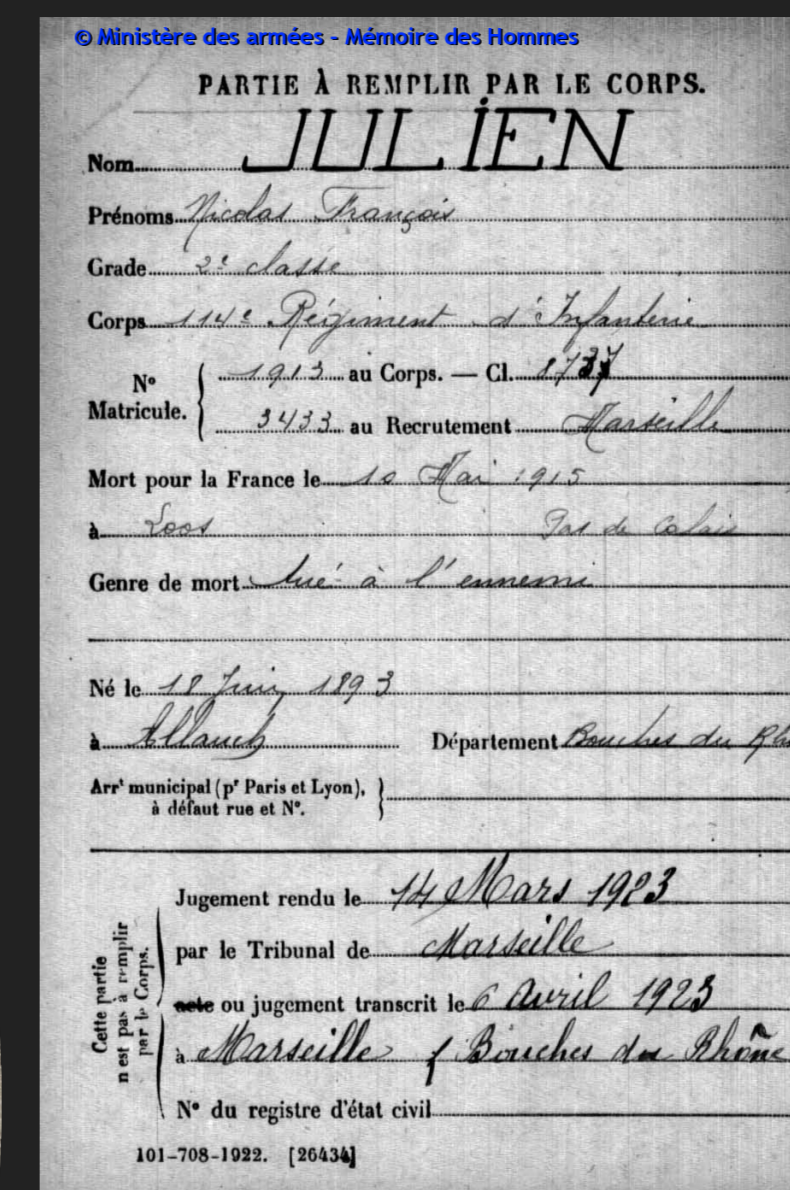 © Ministère des armées - Mémoire des Hommes
PARTIE À REMPLIR PAR LE CORPS.
Nom JULIEN
Prénoms Nicolas François
Grade 2e classe
Corps 114e Régiment d'Infanterie
No Matricule. { 1913 au Corps. — Cl. 8737
3433 au Recrutement Marseille
Mort pour la France le 10 Mai 1915
à Loos Pas de Calais
Genre de mort tué à l'ennemi
Né le 18 Juin 1893
à Allauch Département Bouches du Rh
Arrt municipal (pr Paris et Lyon), }
à défaut rue et No.
Cette partie
n'est pas à remplir
par le Corps.
Jugement rendu le 14 Mars 1923
par le Tribunal de Marseille
acte ou jugement transcrit le 6 Avril 1923
à Marseille ( Bouches du Rhône
No du registre d'état civil
101-708-1922. [26434]